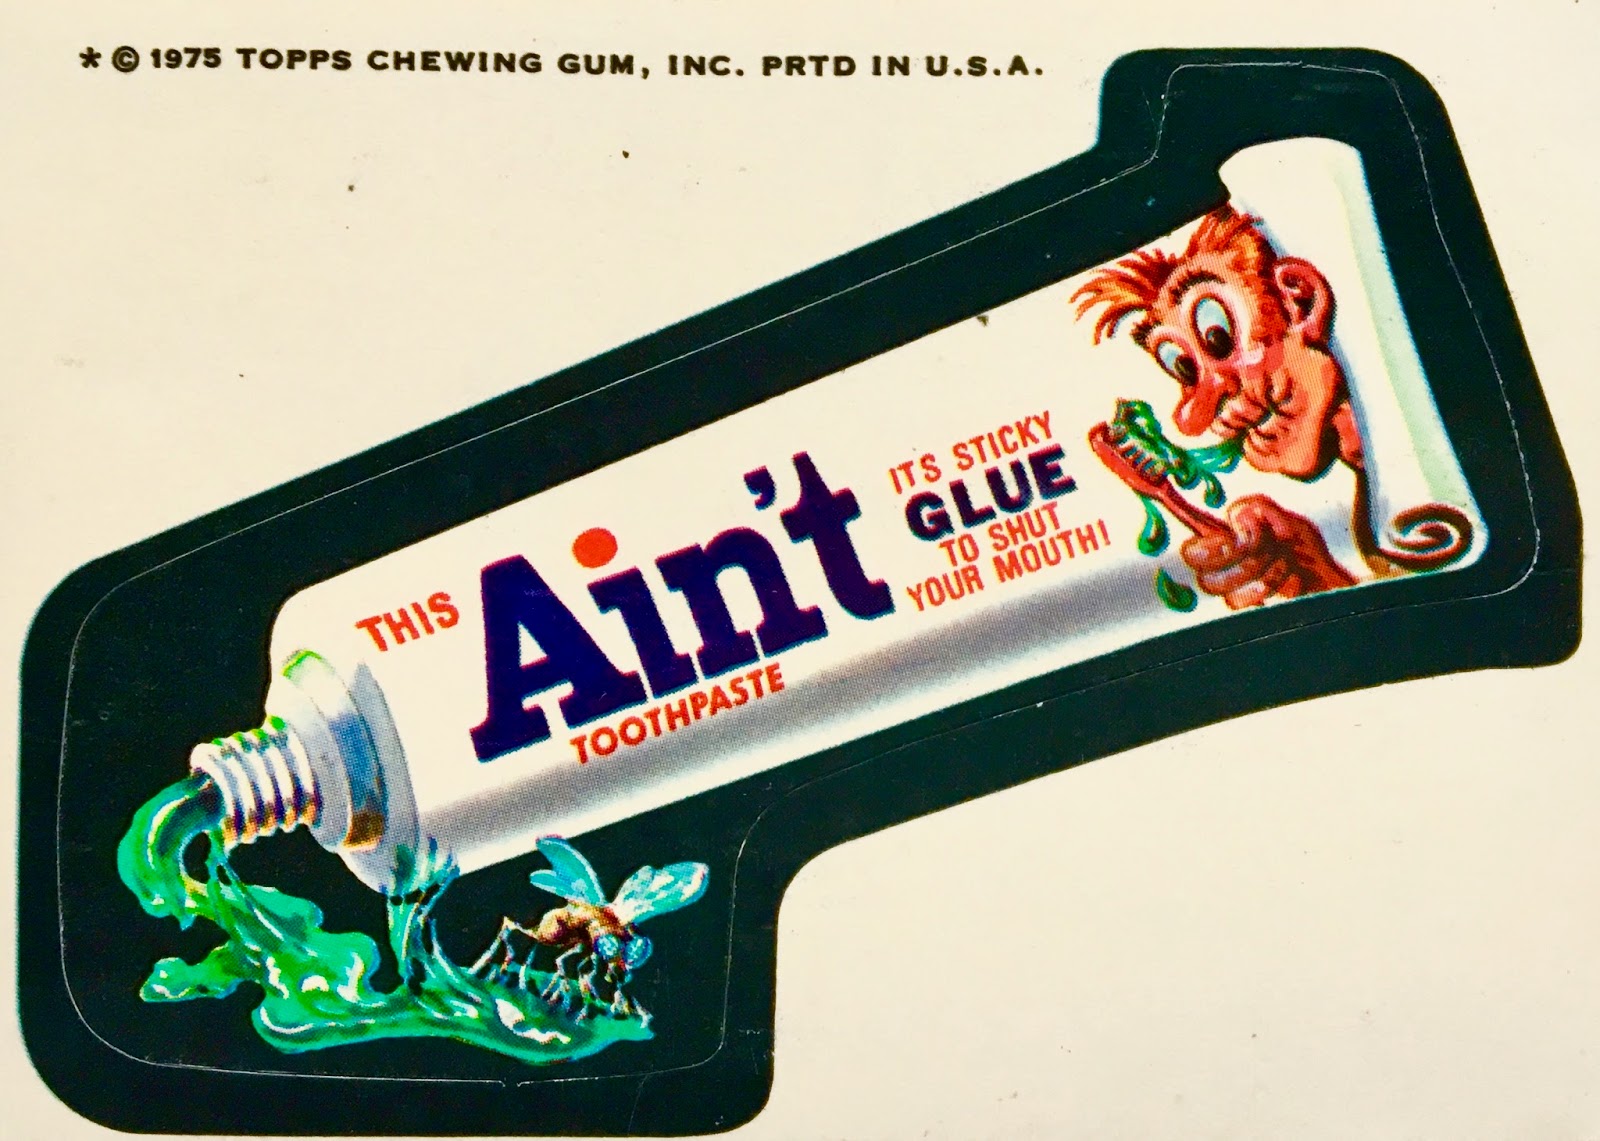 * © 1975 TOPPS CHEWING GUM, INC. PRTD IN U.S.A.
THIS
Ain't
TOOTHPASTE
ITS STICKY
GLUE
TO SHUT
YOUR MOUTH!